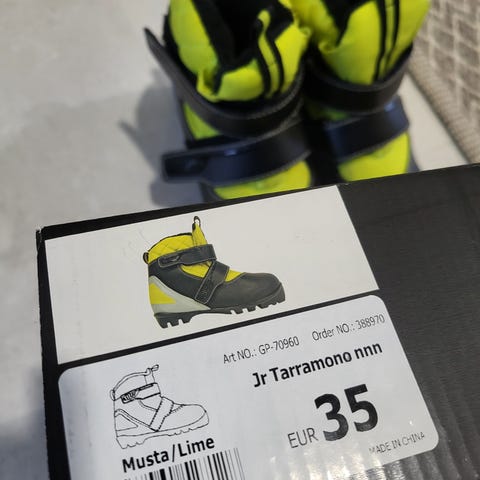 Art NO.: GP-70960 Order NO.: 388970
Jr Tarramono nnn
EUR 35
MADE IN CHINA
Musta/Lime